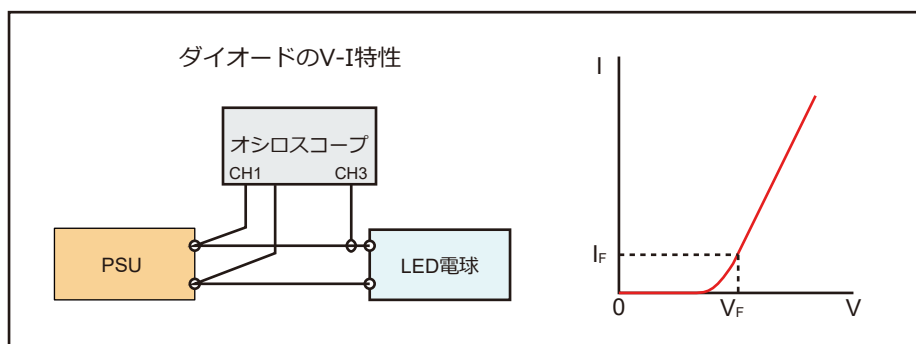 ダイオードのV-I特性
オシロスコープ
CH1
CH3
PSU
LED電球
I
IF
0
VF
V